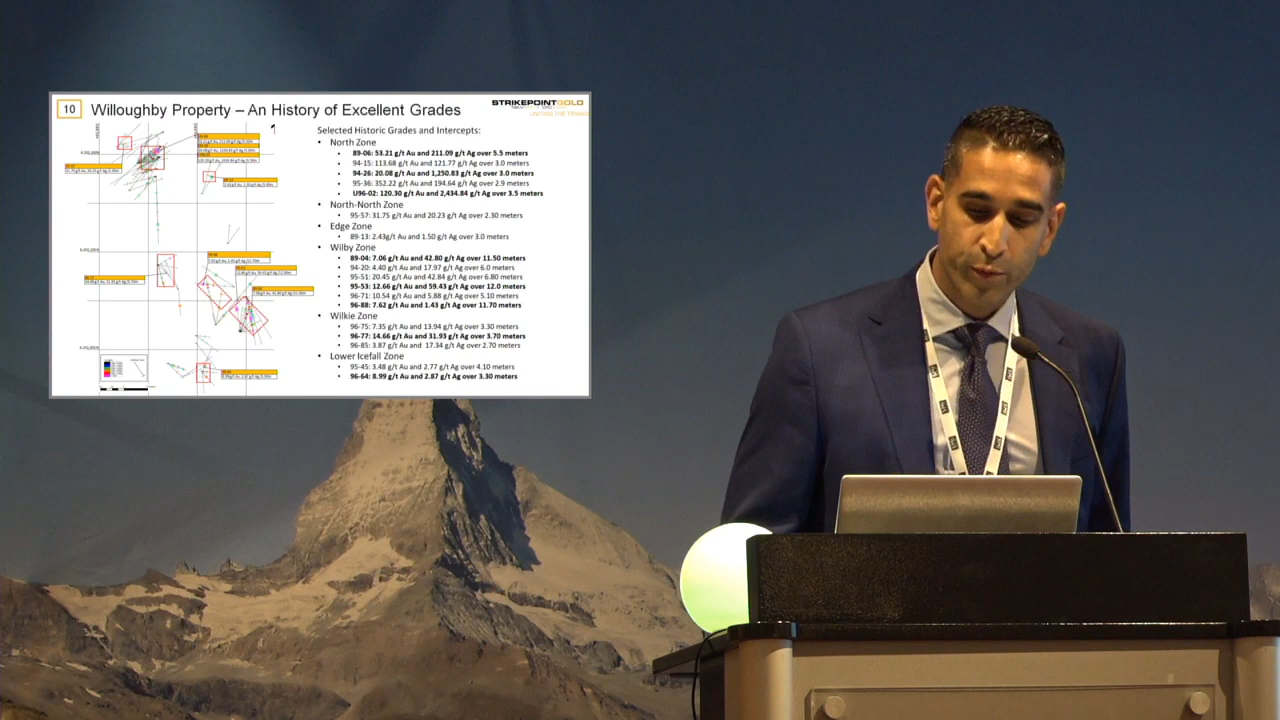 10
Willoughby Property – An History of Excellent Grades
STRIKEPOINTGOLD
Selected Historic Grades and Intercepts:
• North Zone
• 89-06: 53.21 g/t Au and 211.09 g/t Ag over 5.5 meters
• 94-15: 113.68 g/t Au and 121.77 g/t Ag over 3.0 meters
• 94-26: 20.08 g/t Au and 1,250.83 g/t Ag over 3.0 meters
• 95-36: 352.22 g/t Au and 194.64 g/t Ag over 2.9 meters
• U96-02: 120.30 g/t Au and 2,434.84 g/t Ag over 3.5 meters
• North-North Zone
• 95-57: 31.75 g/t Au and 20.23 g/t Ag over 2.30 meters
• Edge Zone
• 89-13: 2.43g/t Au and 1.50 g/t Ag over 3.0 meters
• Wilby Zone
• 89-04: 7.06 g/t Au and 42.80 g/t Ag over 11.50 meters
• 94-20: 4.40 g/t Au and 17.97 g/t Ag over 6.0 meters
• 95-51: 20.45 g/t Au and 42.84 g/t Ag over 6.80 meters
• 95-53: 12.66 g/t Au and 59.43 g/t Ag over 12.0 meters
• 96-71: 10.54 g/t Au and 5.88 g/t Ag over 5.10 meters
• 96-88: 7.62 g/t Au and 1.43 g/t Ag over 11.70 meters
• Wilkie Zone
• 96-75: 7.35 g/t Au and 13.94 g/t Ag over 3.30 meters
• 96-77: 14.66 g/t Au and 31.93 g/t Ag over 3.70 meters
• 96-85: 3.87 g/t Au and 17.34 g/t Ag over 2.70 meters
• Lower Icefall Zone
• 95-45: 3.48 g/t Au and 2.77 g/t Ag over 4.10 meters
• 96-64: 8.99 g/t Au and 2.87 g/t Ag over 3.30 meters